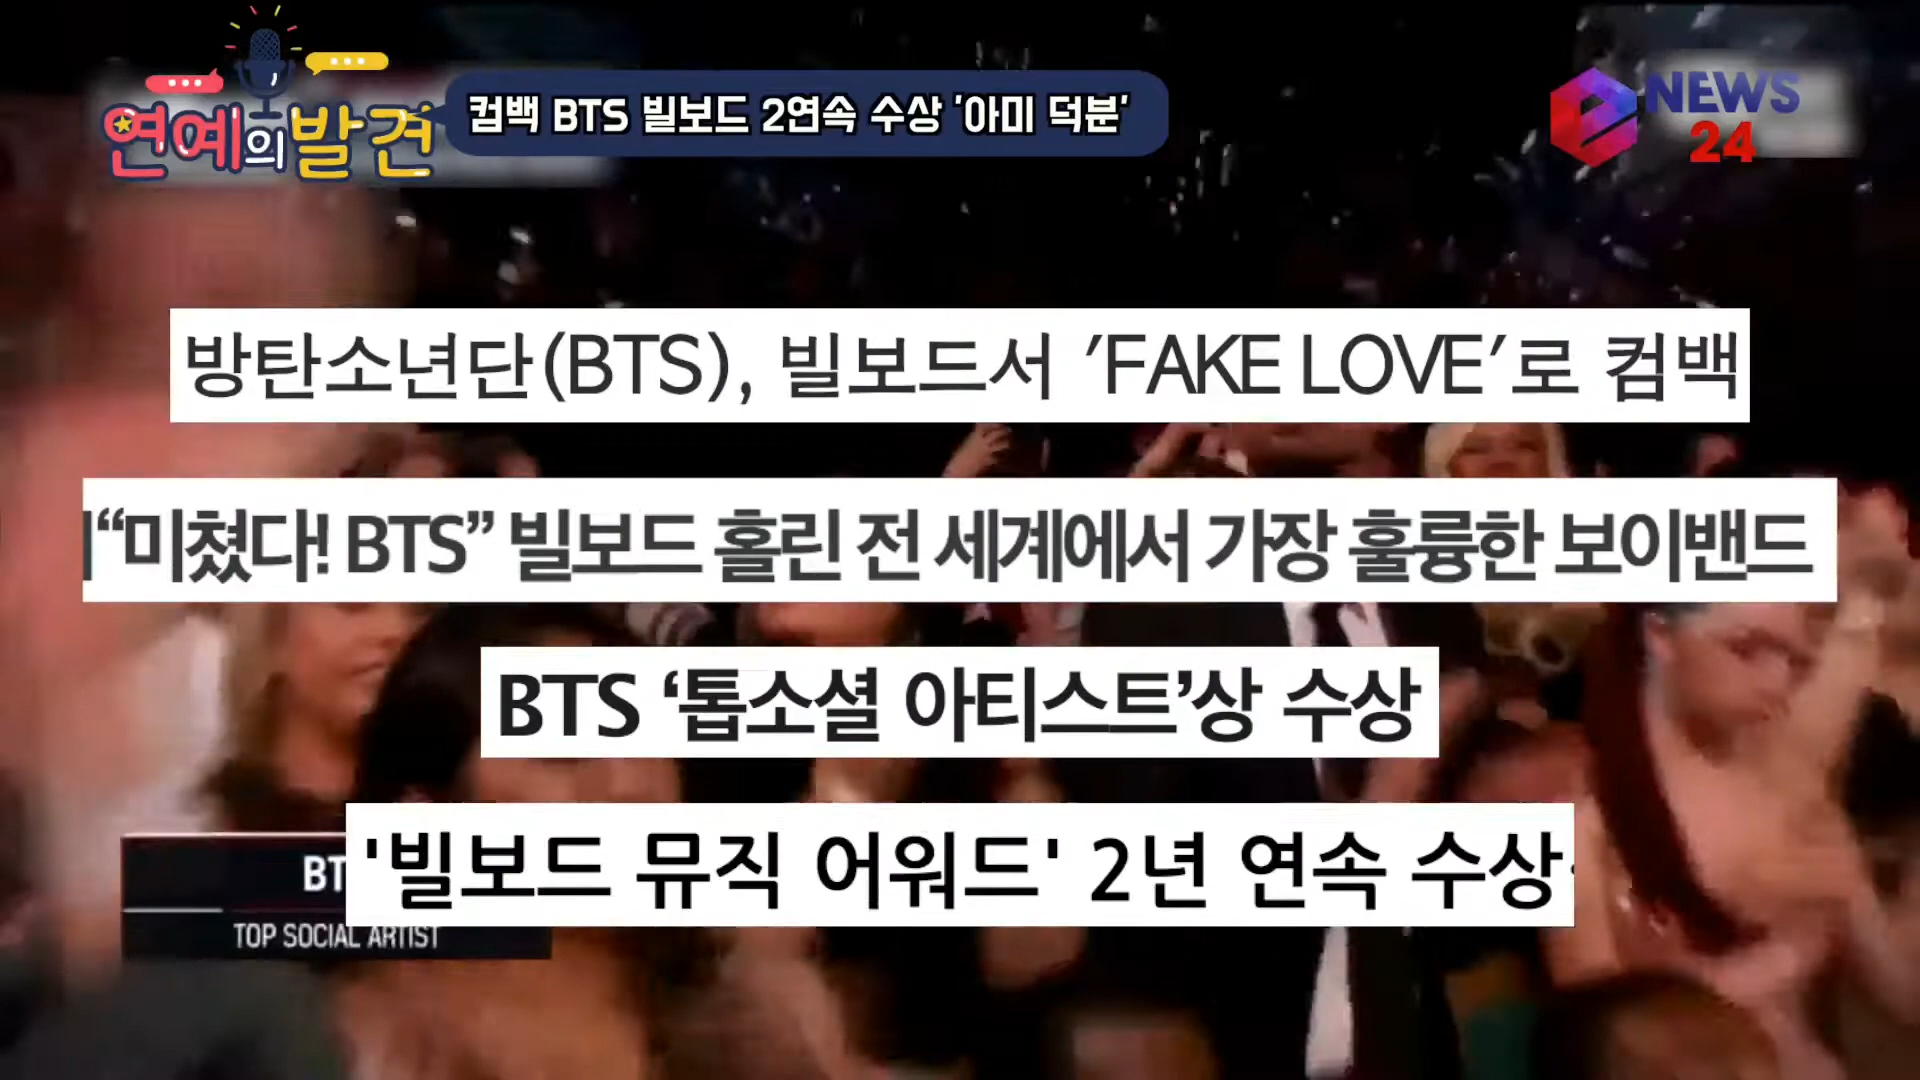 연예의 발견
컴백 BTS 빌보드 2연속 수상 '아미 덕분'
NEWS
24
방탄소년단(BTS), 빌보드서 'FAKE LOVE'로 컴백
“미쳤다! BTS” 빌보드 홀린 전 세계에서 가장 훌륭한 보이밴드
BTS ‘톱소셜 아티스트’상 수상
'빌보드 뮤직 어워드' 2년 연속 수상
BT
TOP SOCIAL ARTIST